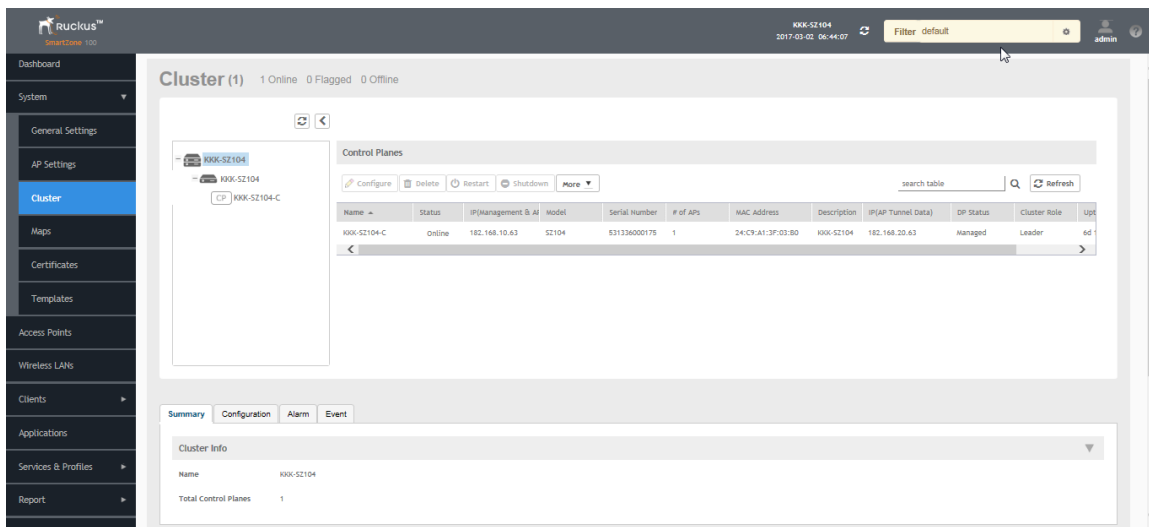 Ruckus™
SmartZone 100
KKK-SZ104
2017-03-02 06:44:07
Filter default
admin
?
Dashboard
System
General Settings
AP Settings
Cluster
Maps
Certificates
Templates
Access Points
Wireless LANs
Clients
Applications
Services & Profiles
Report
Cluster (1) 1 Online 0 Flagged 0 Offline
KKK-SZ104
KKK-SZ104
CP KKK-SZ104-C
Control Planes
Configure Delete Restart Shutdown More search table Refresh
Name Status IP(Management & AP Model Serial Number # of APs MAC Address Description IP(AP Tunnel Data) DP Status Cluster Role Upt
KKK-SZ104-C Online 182.168.10.63 SZ104 531336000175 1 24:C9:A1:3F:03:B0 KKK-SZ104 182.168.20.63 Managed Leader 6d
Summary Configuration Alarm Event
Cluster Info
Name KKK-SZ104
Total Control Planes 1